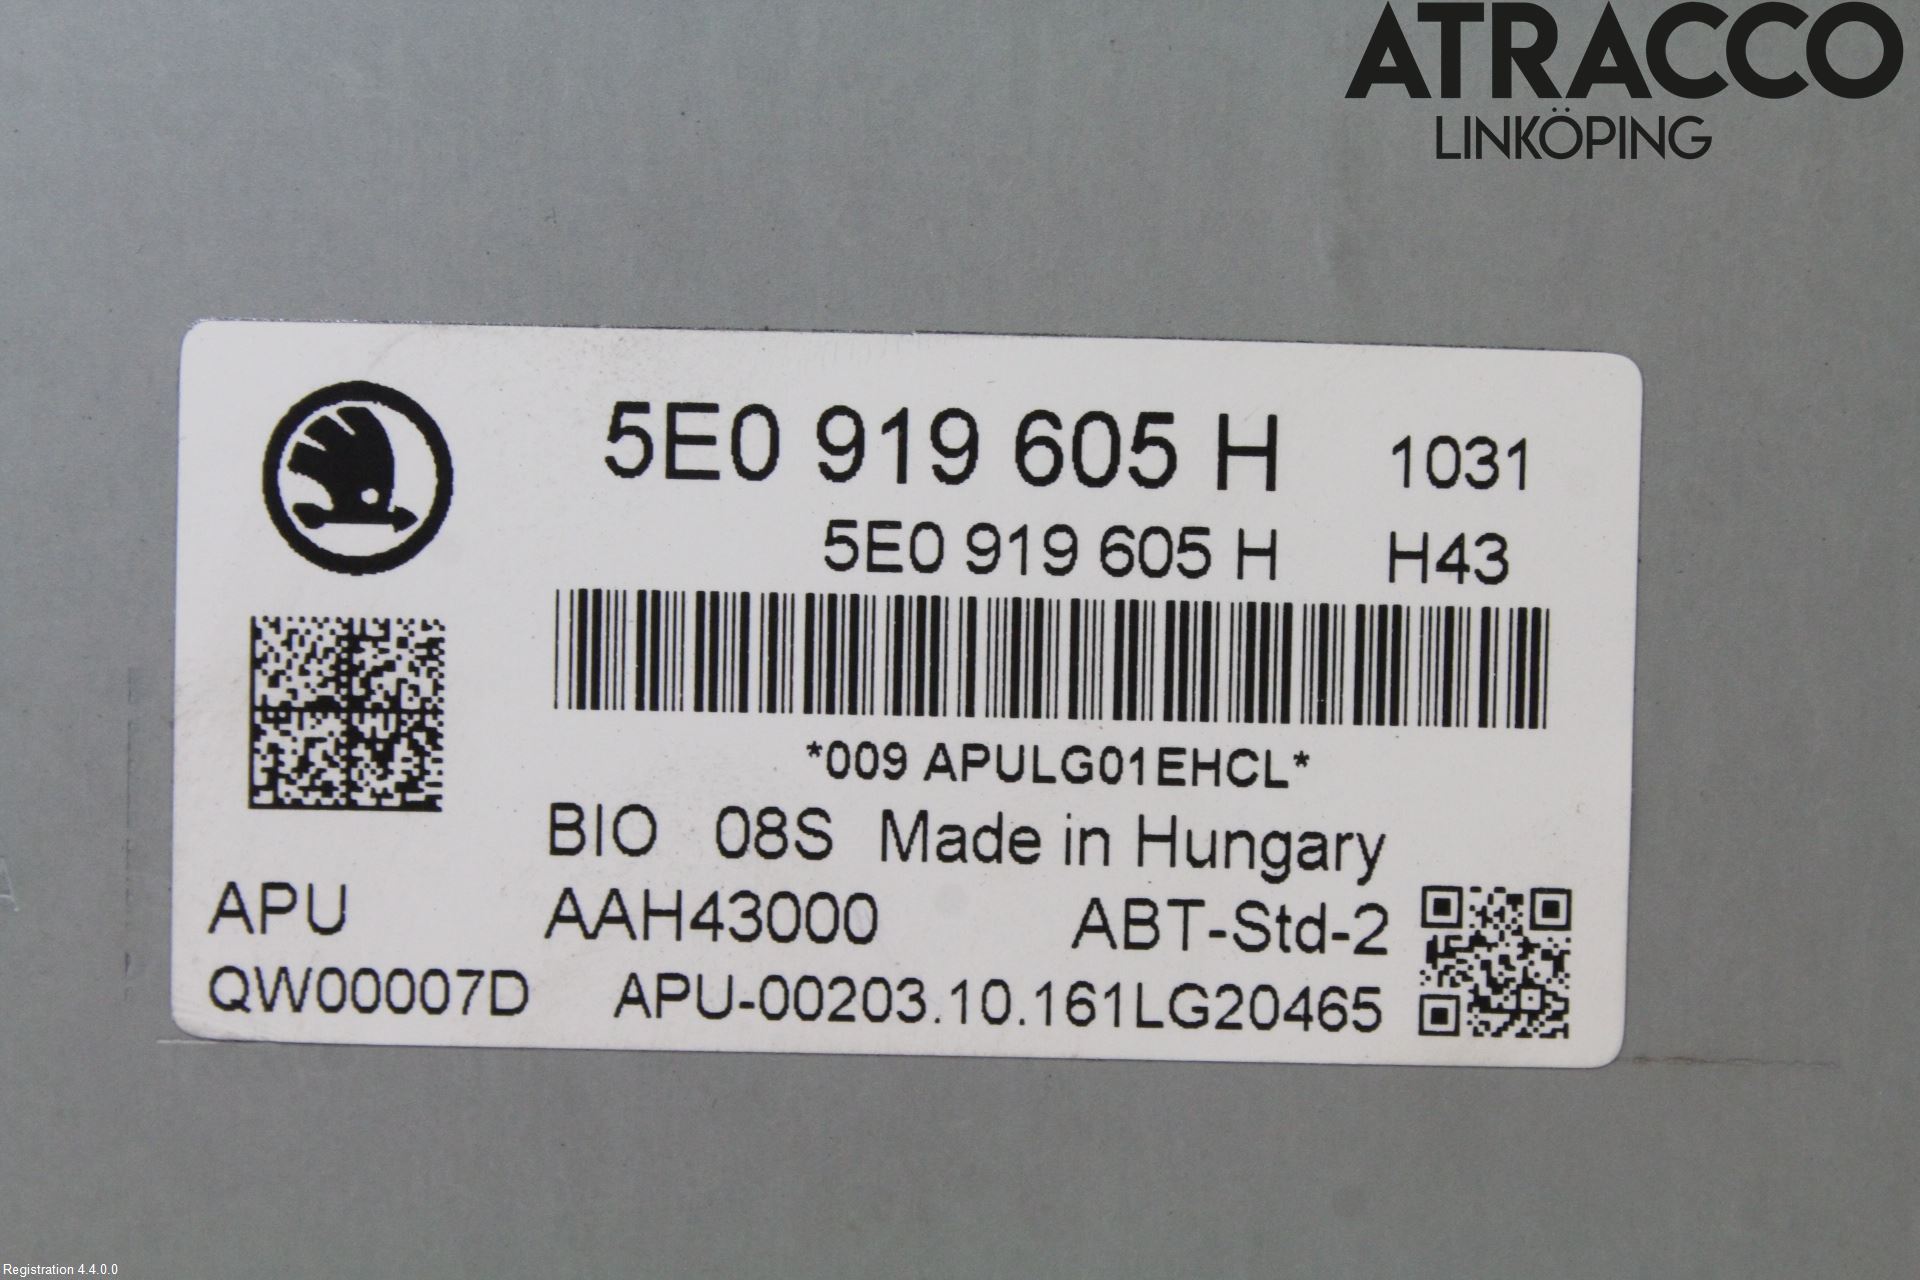 ATRACCO
LINKÖPING
5E0 919 605 H 1031
5E0 919 605 H H43
*009 APULG01EHCL*
BIO 08S Made in Hungary
APU AAH43000 ABT-Std-2
QW00007D APU-00203.10.161LG20465
Registration 4.4.0.0